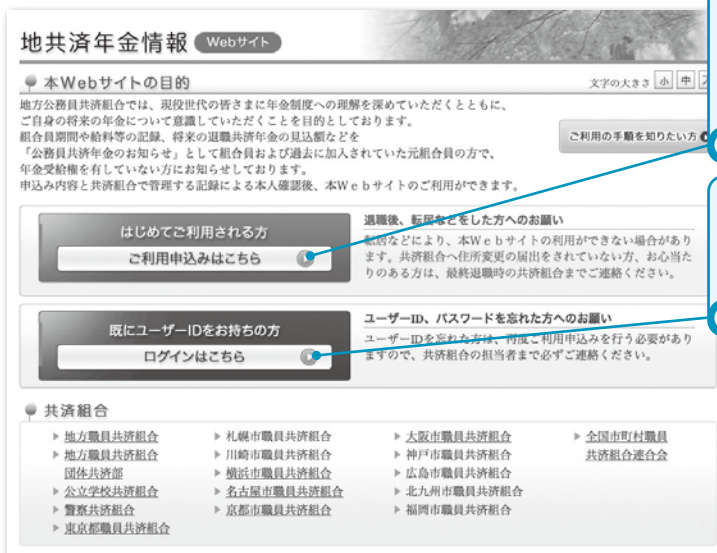 地共済年金情報 Webサイト
本Webサイトの目的
文字の大きさ 小 中
地方公務員共済組合では、現役世代の皆さまに年金制度への理解を深めていただくとともに、
ご自身の将来の年金について意識していただくことを目的としております。
組合員期間や給料等の記録、将来の退職共済年金の見込額などを
「公務員共済年金のお知らせ」として組合員および過去に加入されていた元組合員の方で、
年金受給権を有していない方にお知らせしております。
申込み内容と共済組合で管理する記録による本人確認後、本Webサイトのご利用ができます。
ご利用の手順を知りたい方
はじめてご利用される方
ご利用申込みはこちら
退職後、転居などをした方へのお願い
転居などにより、本Webサイトの利用ができない場合があり
ます。共済組合へ住所変更の届出をされていない方、お心当た
りのある方は、最終退職時の共済組合までご連絡ください。
既にユーザーIDをお持ちの方
ログインはこちら
ユーザーID、パスワードを忘れた方へのお願い
ユーザーIDを忘れた方は、再度ご利用申込みを行う必要があり
ますので、共済組合の担当者まで必ずご連絡ください。
共済組合
地方職員共済組合
地方職員共済組合
団体共済部
公立学校共済組合
警察共済組合
東京都職員共済組合
札幌市職員共済組合
川崎市職員共済組合
横浜市職員共済組合
名古屋市職員共済組合
京都市職員共済組合
大阪市職員共済組合
神戸市職員共済組合
広島市職員共済組合
北九州市職員共済組合
福岡市職員共済組合
全国市町村職員
共済組合連合会